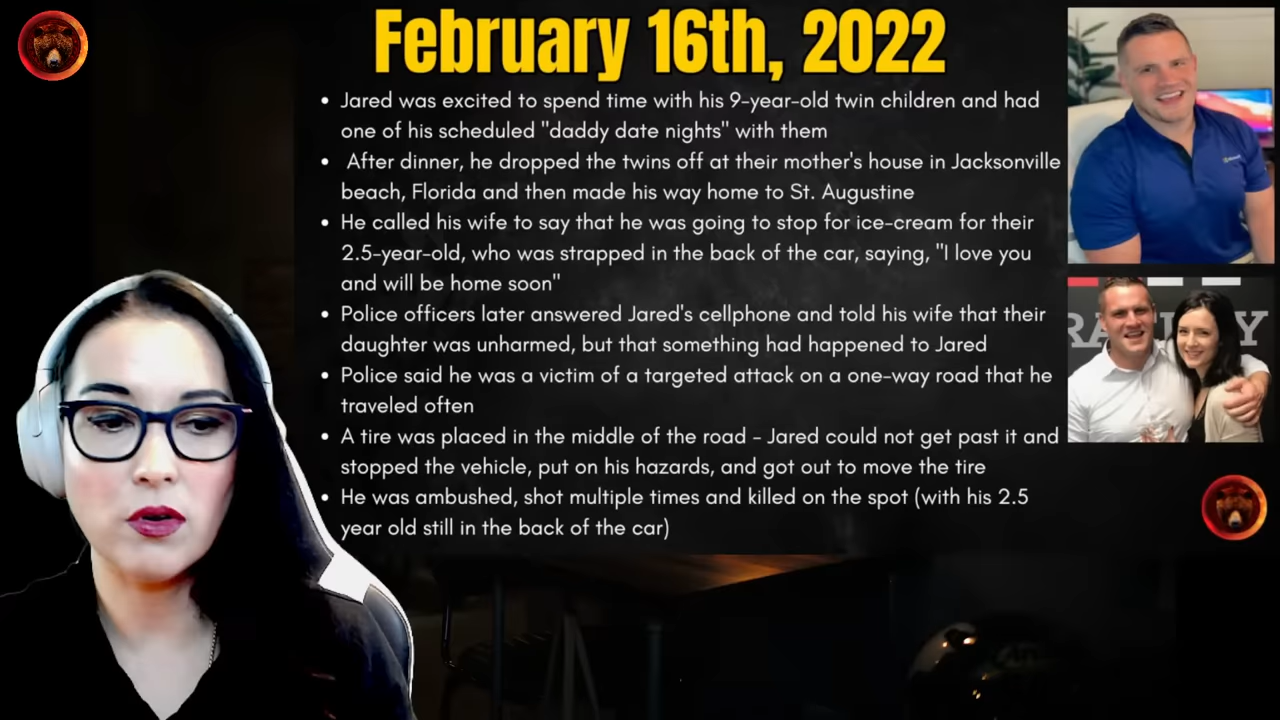 February 16th, 2022
• Jared was excited to spend time with his 9-year-old twin children and had
one of his scheduled "daddy date nights" with them
• After dinner, he dropped the twins off at their mother's house in Jacksonville
beach, Florida and then made his way home to St. Augustine
• He called his wife to say that he was going to stop for ice-cream for their
2.5-year-old, who was strapped in the back of the car, saying, "I love you
and will be home soon"
• Police officers later answered Jared's cellphone and told his wife that their
daughter was unharmed, but that something had happened to Jared
• Police said he was a victim of a targeted attack on a one-way road that he
traveled often
• A tire was placed in the middle of the road - Jared could not get past it and
stopped the vehicle, put on his hazards, and got out to move the tire
• He was ambushed, shot multiple times and killed on the spot (with his 2.5
year old still in the back of the car)